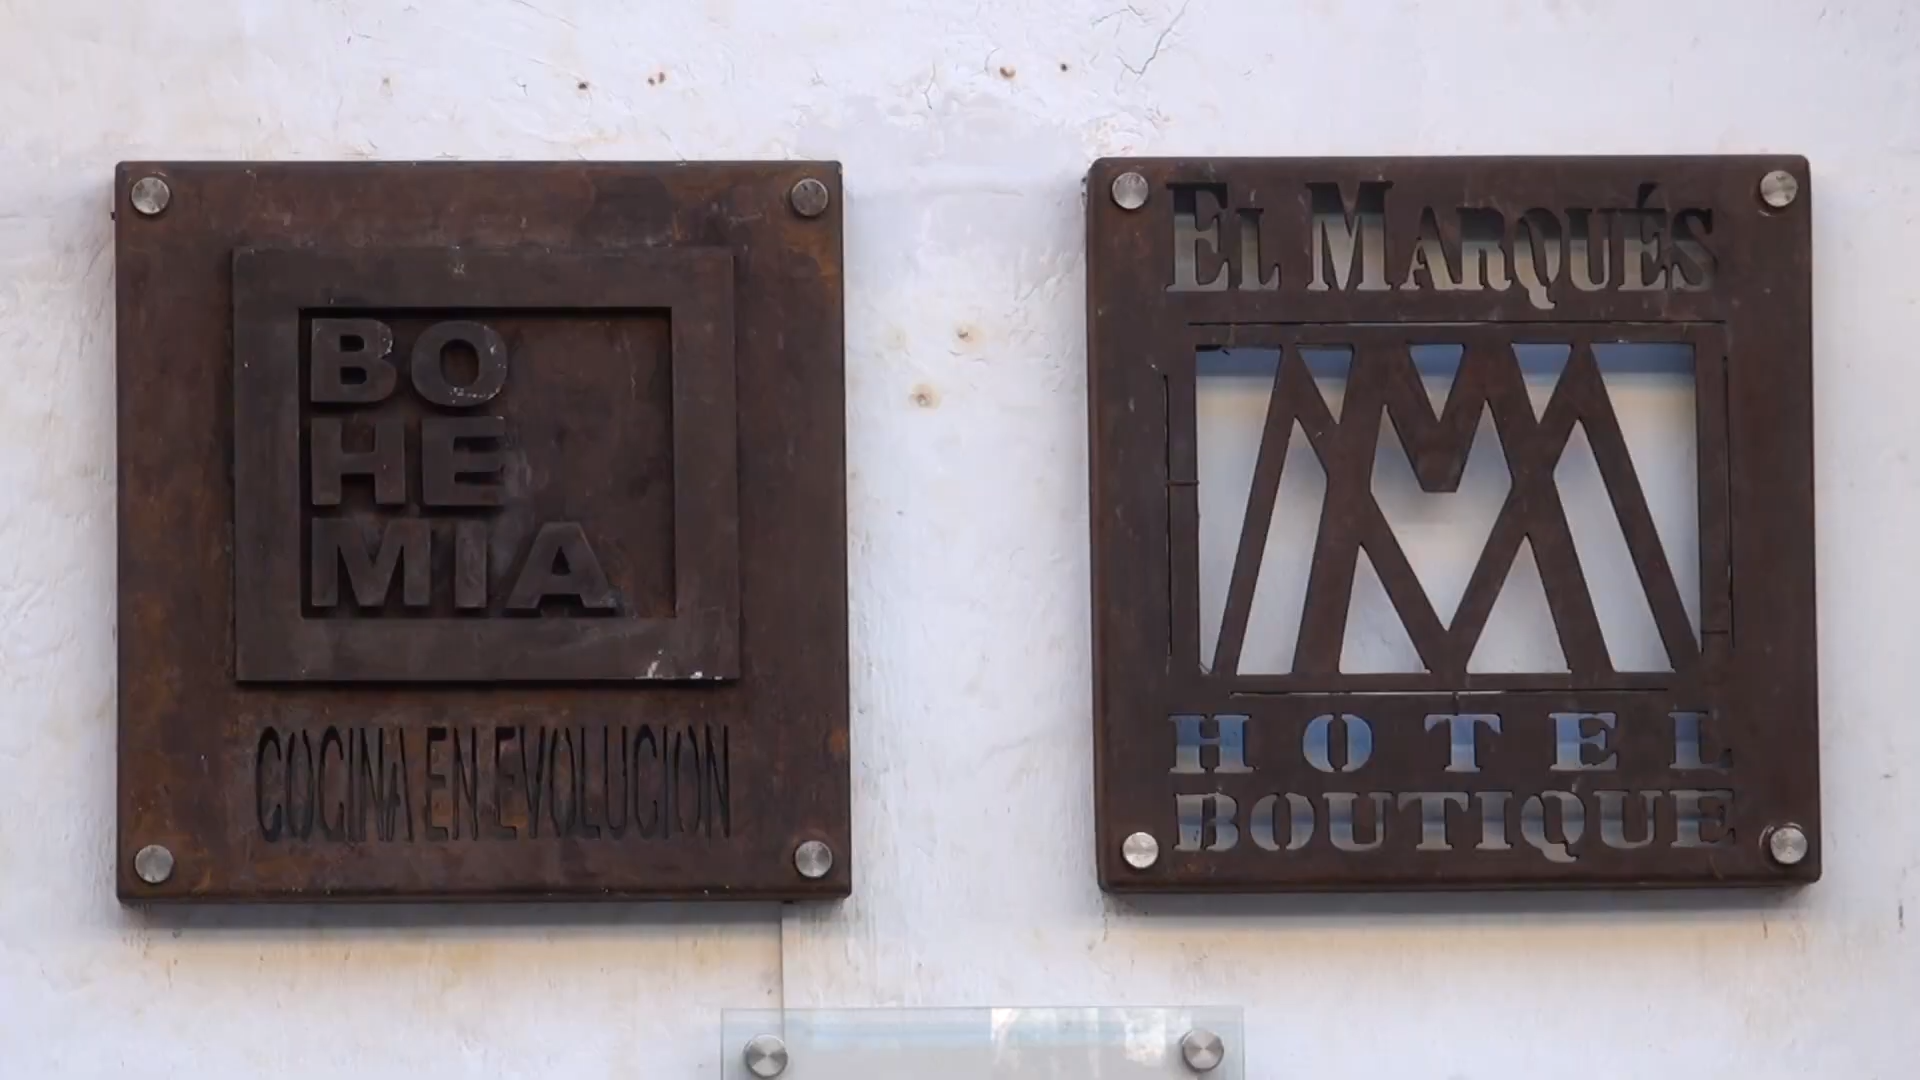 BO
HE
MIA
COCINA EN EVOLUCION
EL MARQUÉS
M
HOTEL
BOUTIQUE